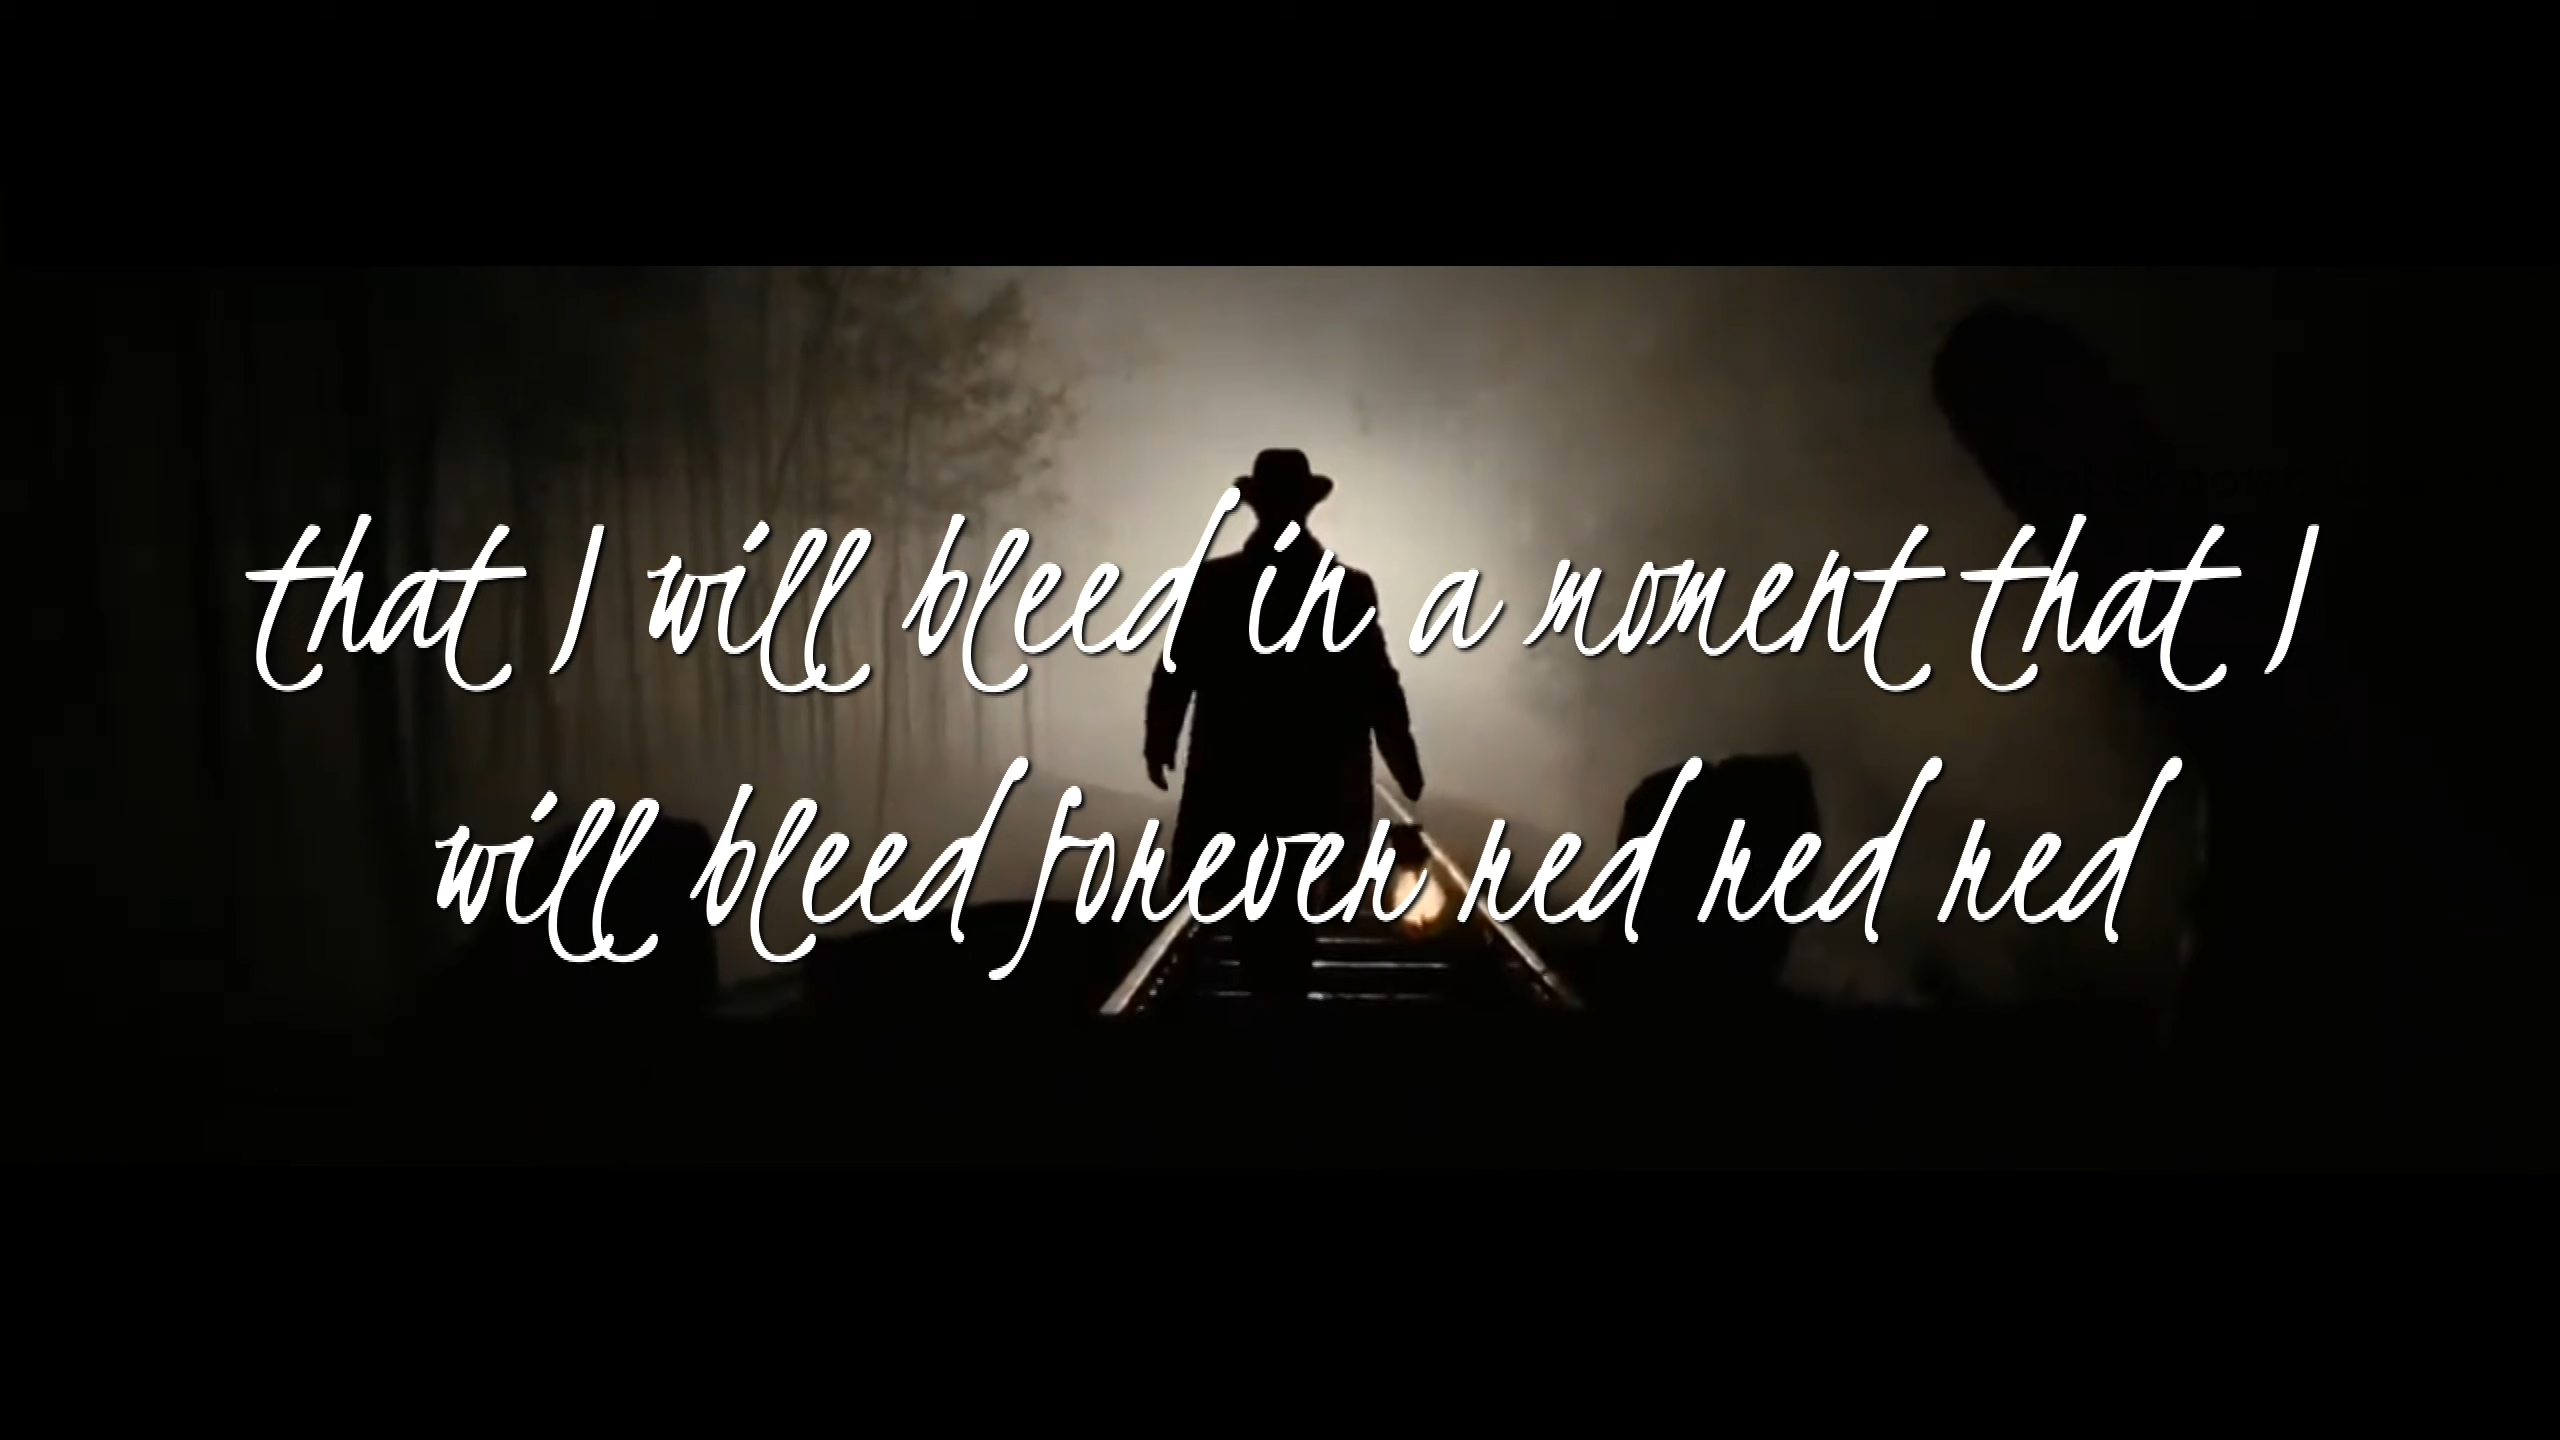 that I will bleed in a moment that I
will bleed forever red red red